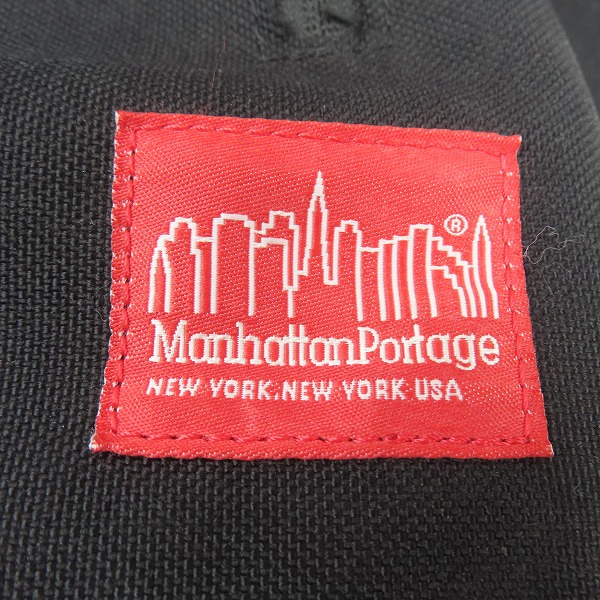 ®
ManhattanPortage
NEW YORK, NEW YORK USA